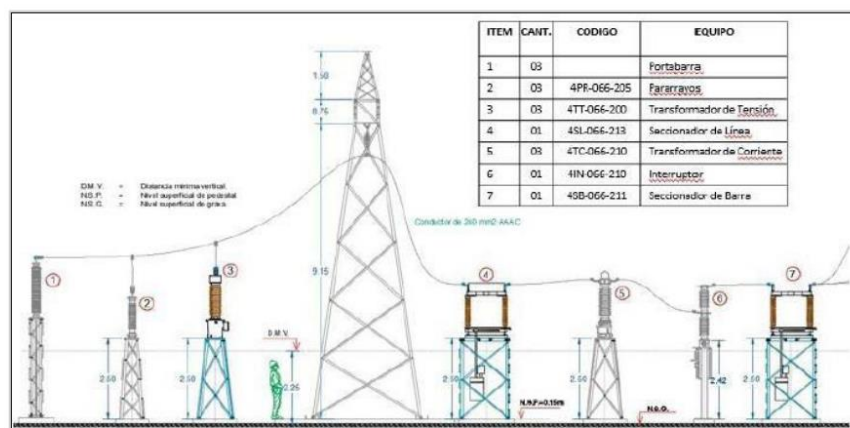 ITEM CANT. CODIGO EQUIPO
1 03 Portabarra
2 03 4PR-066-205 Pararrayos
3 03 4TT-066-200 Transformador de Tensión
4 01 4SL-066-213 Seccionador de Línea
5 03 4TC-066-210 Transformador de Corriente
6 01 4IN-066-210 Interruptor
7 01 4SB-066-211 Seccionador de Barra
1.50
D.M.V. = Distancia mínima vertical
N.S.P. = Nivel superficial de pedestal
N.S.G. = Nivel superficial de grava
Conductor de 240 mm2 AAAC
1 2 3 4 5 6 7
9.15
D.M.V.
2.50 2.50 2.25 2.50 2.50 2.42 2.50
N.S.P.=0.15m
N.S.G.